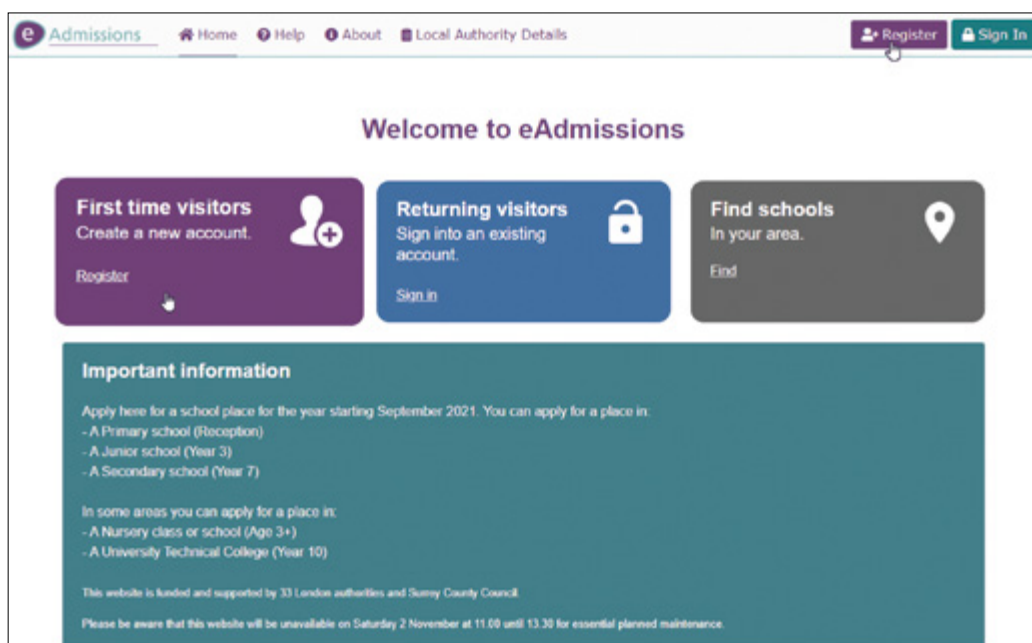 e Admissions Home Help About Local Authority Details Register Sign In
Welcome to eAdmissions
First time visitors
Create a new account.
Register
Returning visitors
Sign into an existing
account.
Sign in
Find schools
In your area.
Find
Important information
Apply here for a school place for the year starting September 2021. You can apply for a place in:
- A Primary school (Reception)
- A Junior school (Year 3)
- A Secondary school (Year 7)
In some areas you can apply for a place in:
- A Nursery class or school (Age 3+)
- A University Technical College (Year 10)
This website is funded and supported by 33 London authorities and Surrey County Council.
Please be aware that this website will be unavailable on Saturday 2 November at 11.00 until 13.30 for essential planned maintenance.